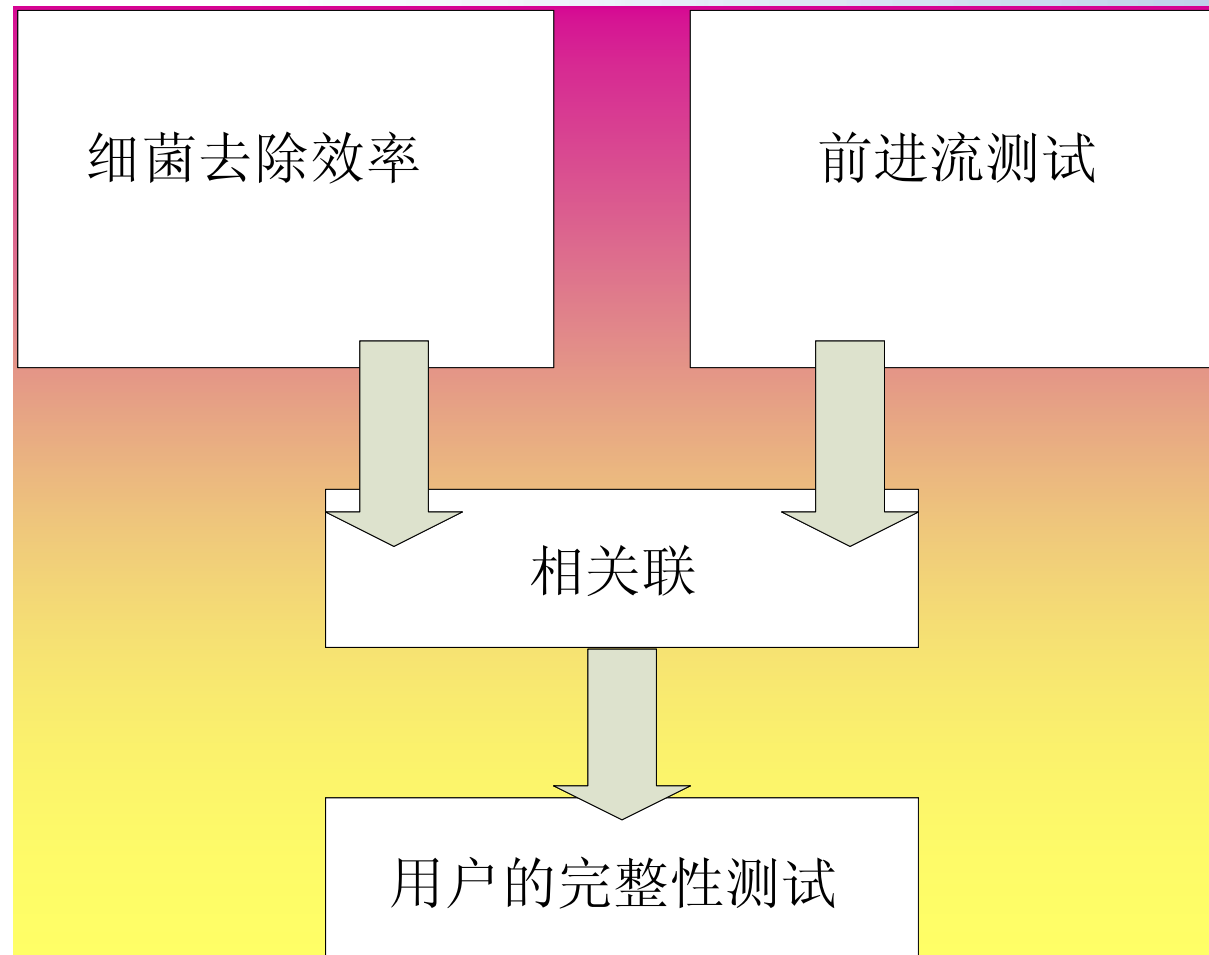 细菌去除效率
前进流测试
相关联
用户的完整性测试